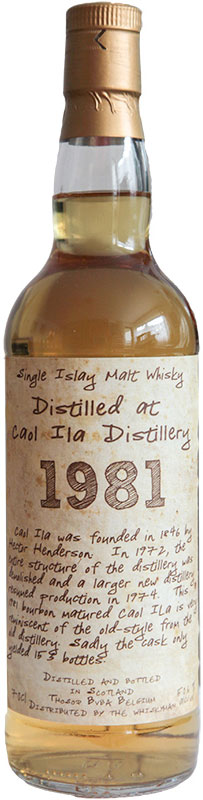 Single Islay Malt Whisky
Distilled at
Caol Ila Distillery
1981
Caol Ila was founded in 1846 by
Hector Henderson. In 1972, the
entire structure of the distillery was
demolished and a larger new distillery
resumed production in 1974. This
bourbon matured Caol Ila is very
reminiscent of the old-style from the
old distillery. Sadly the cask only
yielded 153 bottles.
Distilled and bottled
in Scotland
70cl Thosop Bvba Belgium
Distributed by The Whiskyman